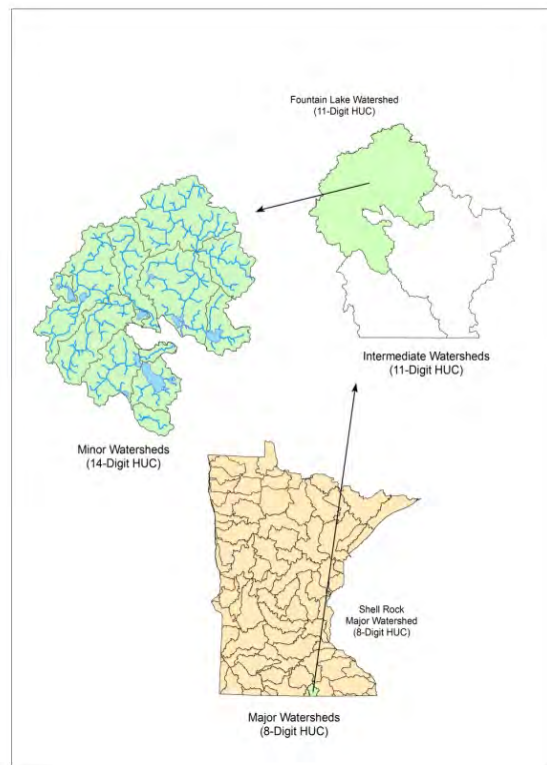 Fountain Lake Watershed
(11-Digit HUC)
Intermediate Watersheds
(11-Digit HUC)
Minor Watersheds
(14-Digit HUC)
Shell Rock
Major Watershed
(8-Digit HUC)
Major Watersheds
(8-Digit HUC)